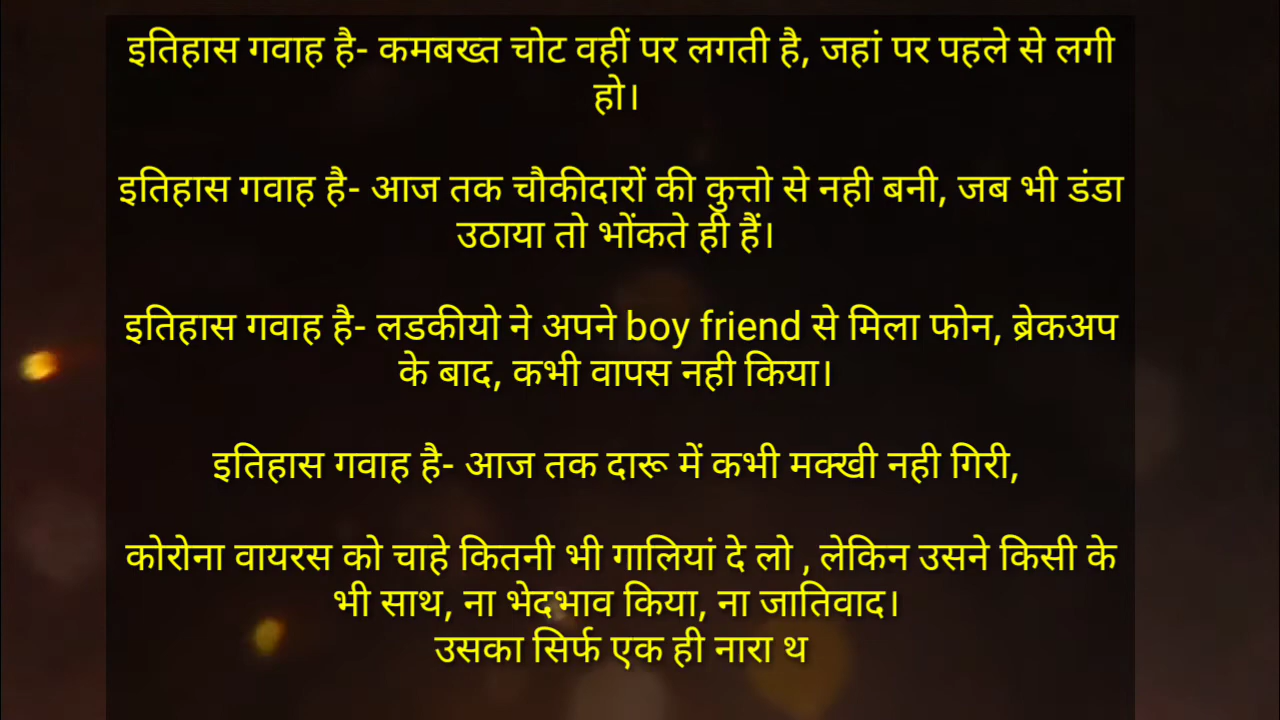 इतिहास गवाह है- कमबख्त चोट वहीं पर लगती है, जहां पर पहले से लगी
हो।
इतिहास गवाह है- आज तक चौकीदारों की कुत्तो से नही बनी, जब भी डंडा
उठाया तो भोंकते ही हैं।
इतिहास गवाह है- लडकीयो ने अपने boy friend से मिला फोन, ब्रेकअप
के बाद, कभी वापस नही किया।
इतिहास गवाह है- आज तक दारू में कभी मक्खी नही गिरी,
कोरोना वायरस को चाहे कितनी भी गालियां दे लो , लेकिन उसने किसी के
भी साथ, ना भेदभाव किया, ना जातिवाद।
उसका सिर्फ एक ही नारा थ